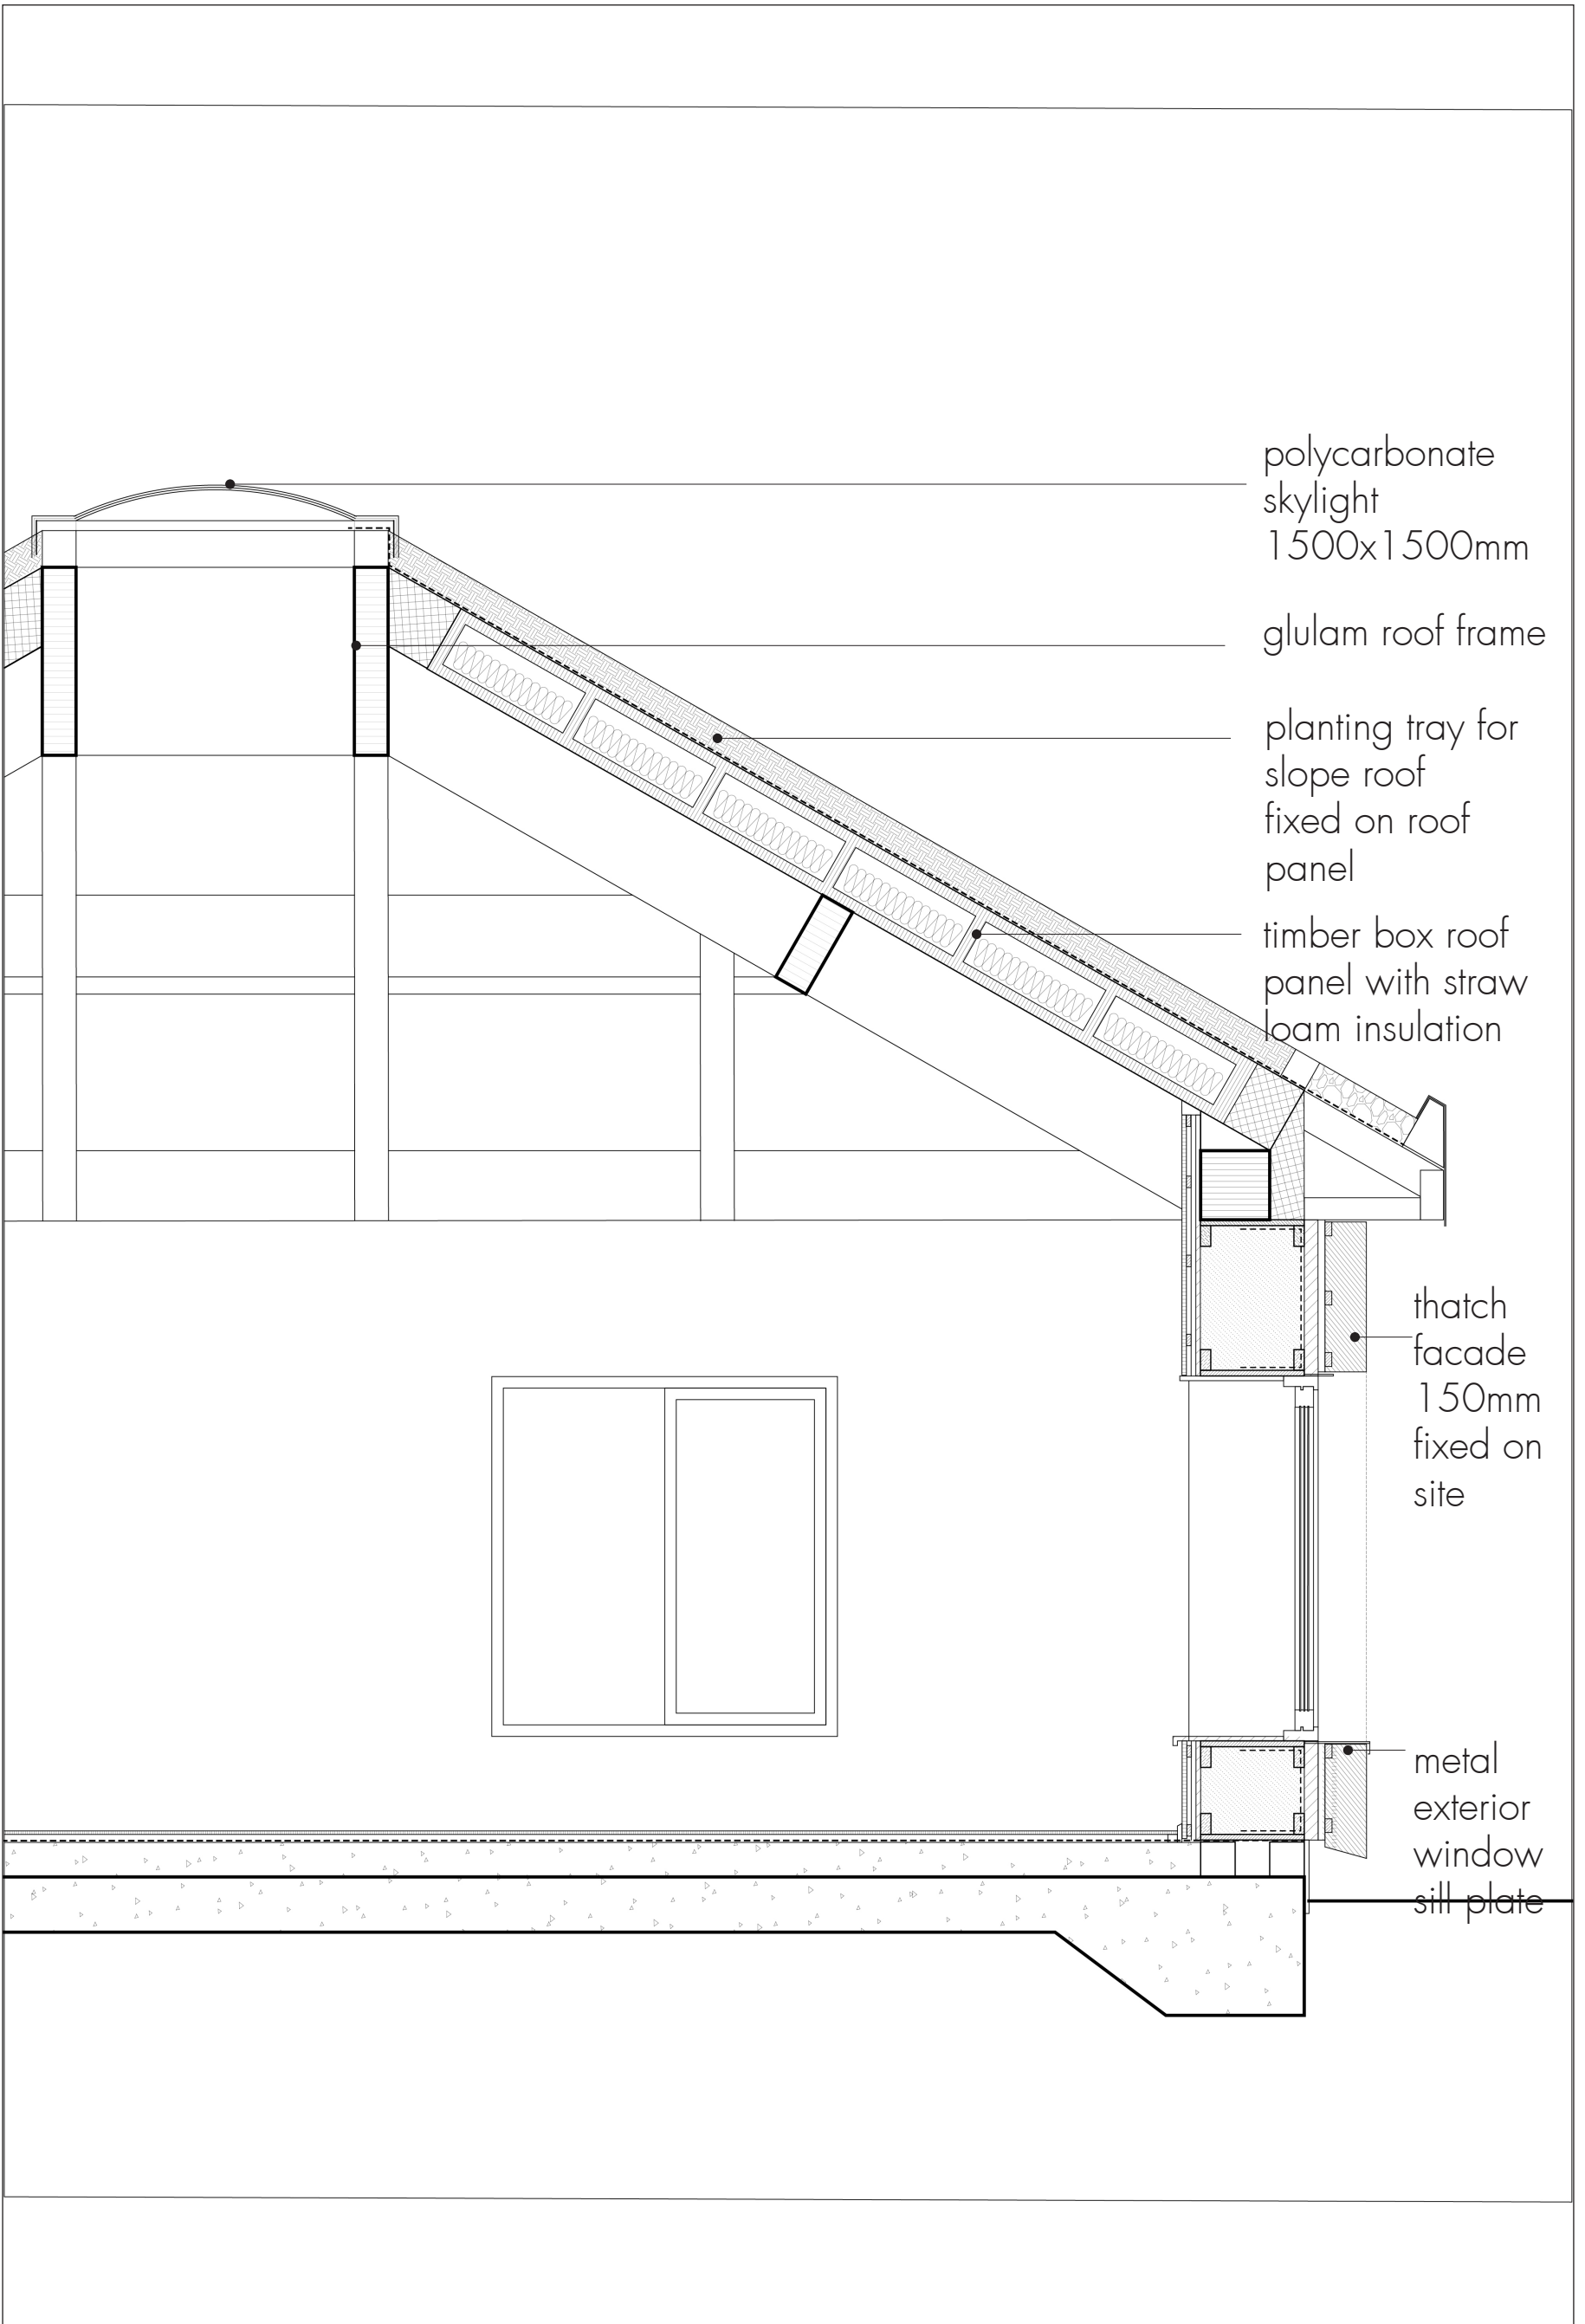 polycarbonate
skylight
1500x1500mm
glulam roof frame
planting tray for
slope roof
fixed on roof
panel
timber box roof
panel with straw
loam insulation
thatch
facade
150mm
fixed on
site
metal
exterior
window
sill plate